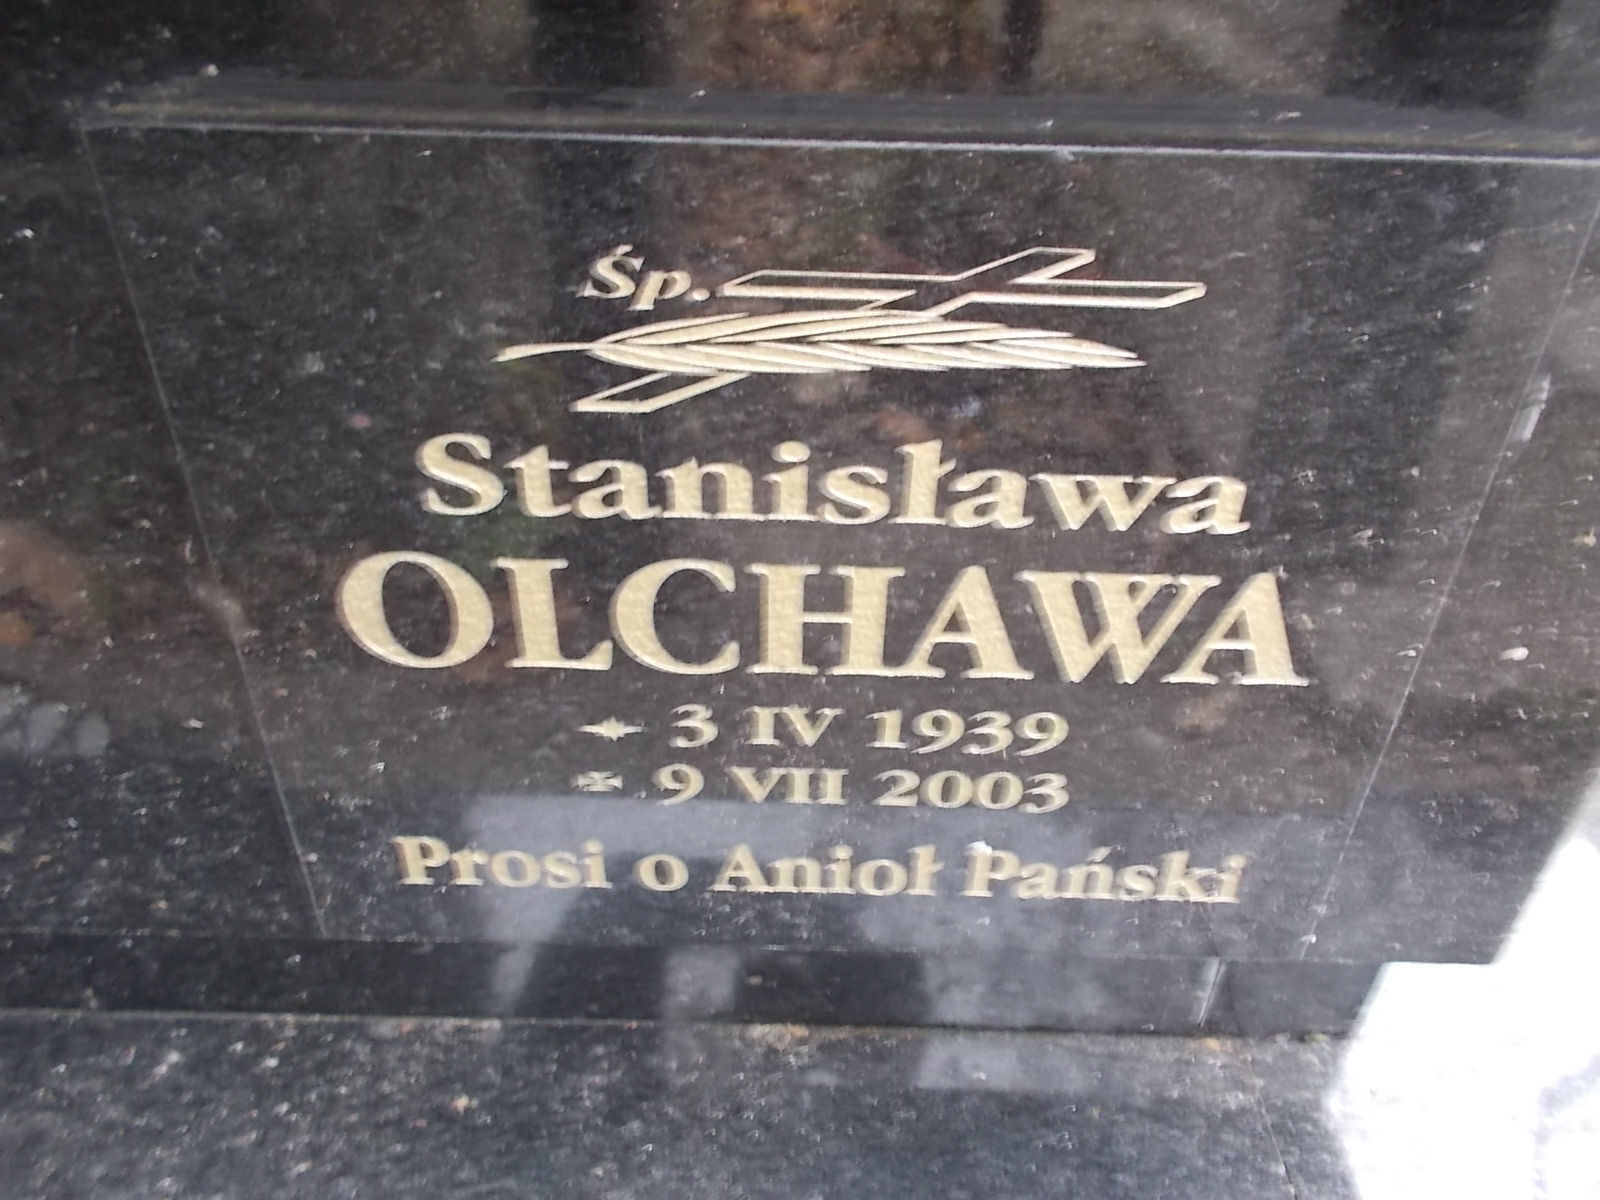 Śp.
Stanisława
OLCHAWA
3 IV 1939
9 VII 2003
Prosi o Anioł Pański